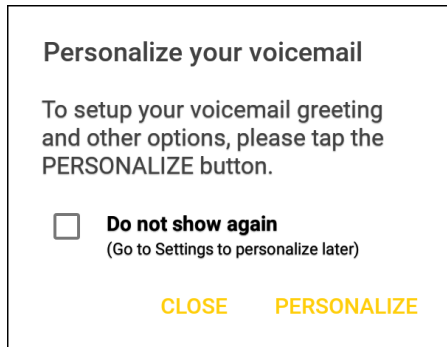 Personalize your voicemail
To setup your voicemail greeting
and other options, please tap the
PERSONALIZE button.
Do not show again
(Go to Settings to personalize later)
CLOSE PERSONALIZE